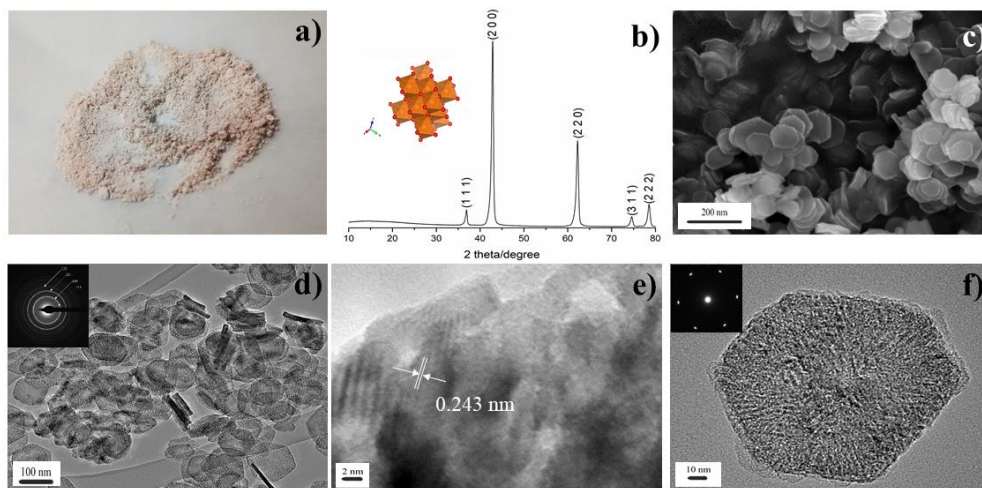 a)
b)
(1 1 1)
(2 0 0)
(2 2 0)
(3 1 1)
(2 2 2)
10 20 30 40 50 60 70 80
2 theta/degree
c)
200 nm
d)
100 nm
e)
0.243 nm
2 nm
f)
10 nm